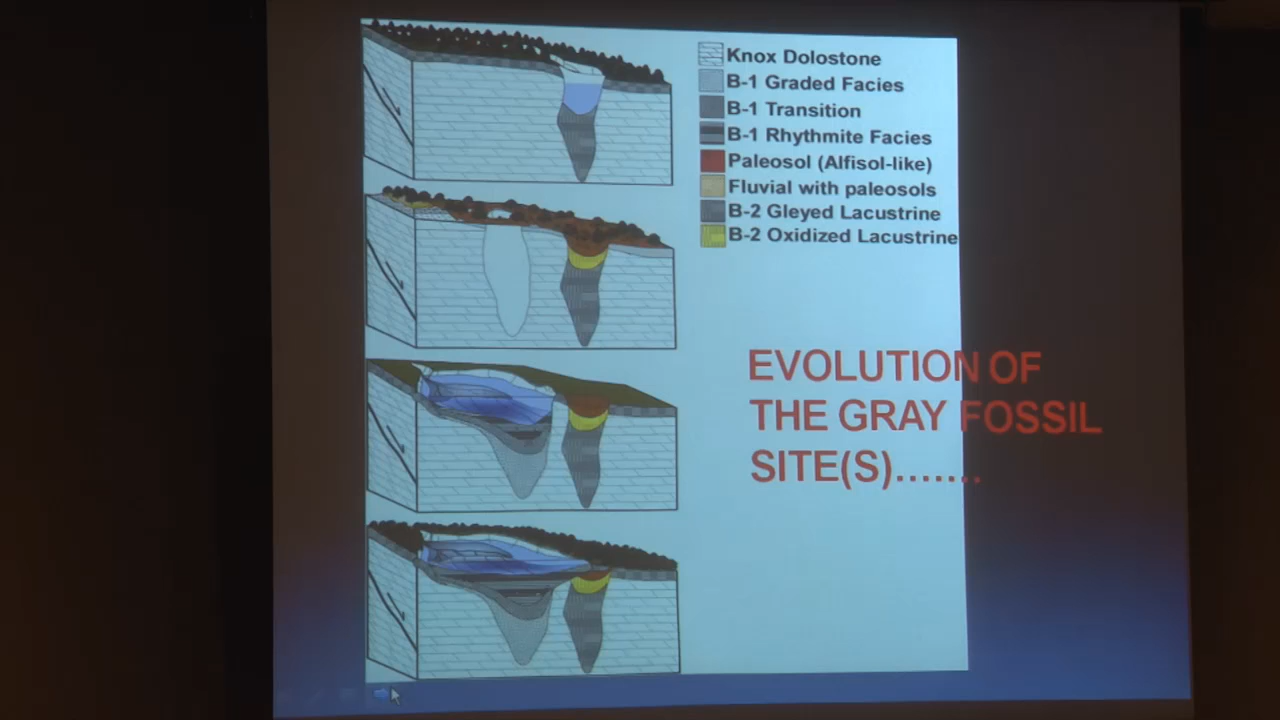 Knox Dolostone
B-1 Graded Facies
B-1 Transition
B-1 Rhythmite Facies
Paleosol (Alfisol-like)
Fluvial with paleosols
B-2 Gleyed Lacustrine
B-2 Oxidized Lacustrine
EVOLUTION OF
THE GRAY FOSSIL
SITE(S).......